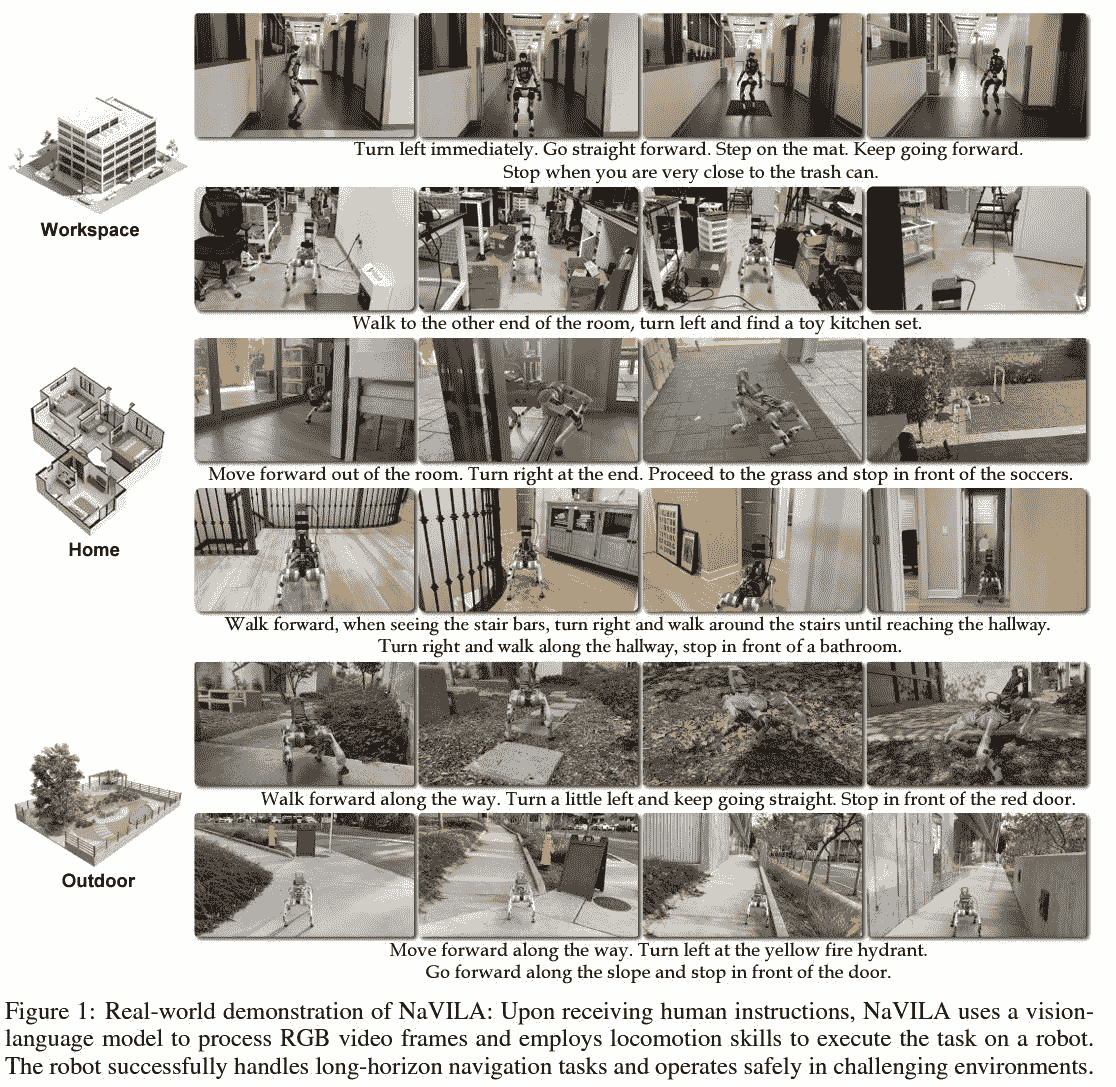 Turn left immediately. Go straight forward. Step on the mat. Keep going forward.
Stop when you are very close to the trash can.
Workspace
Walk to the other end of the room, turn left and find a toy kitchen set.
Move forward out of the room. Turn right at the end. Proceed to the grass and stop in front of the soccers.
Home
Walk forward, when seeing the stair bars, turn right and walk around the stairs until reaching the hallway.
Turn right and walk along the hallway, stop in front of a bathroom.
Walk forward along the way. Turn a little left and keep going straight. Stop in front of the red door.
Outdoor
Move forward along the way. Turn left at the yellow fire hydrant.
Go forward along the slope and stop in front of the door.
Figure 1: Real-world demonstration of NaVILA: Upon receiving human instructions, NaVILA uses a vision-
language model to process RGB video frames and employs locomotion skills to execute the task on a robot.
The robot successfully handles long-horizon navigation tasks and operates safely in challenging environments.